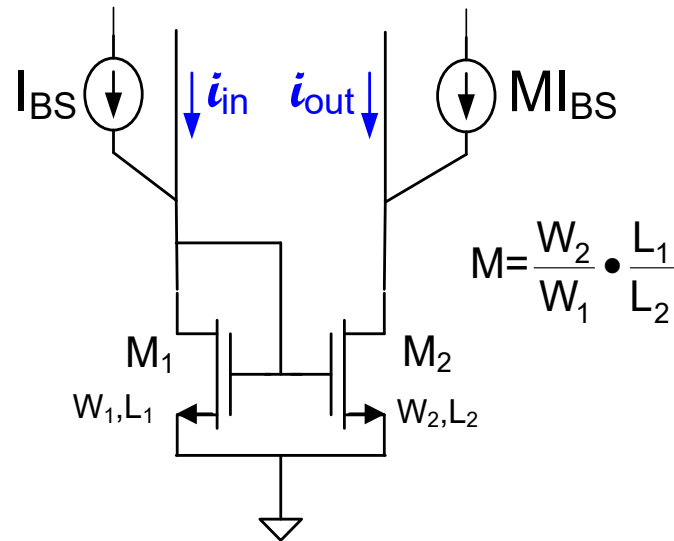 I_BS i_in i_out MI_BS
M = W_2/W_1 • L_1/L_2
M_1 M_2
W_1,L_1 W_2,L_2